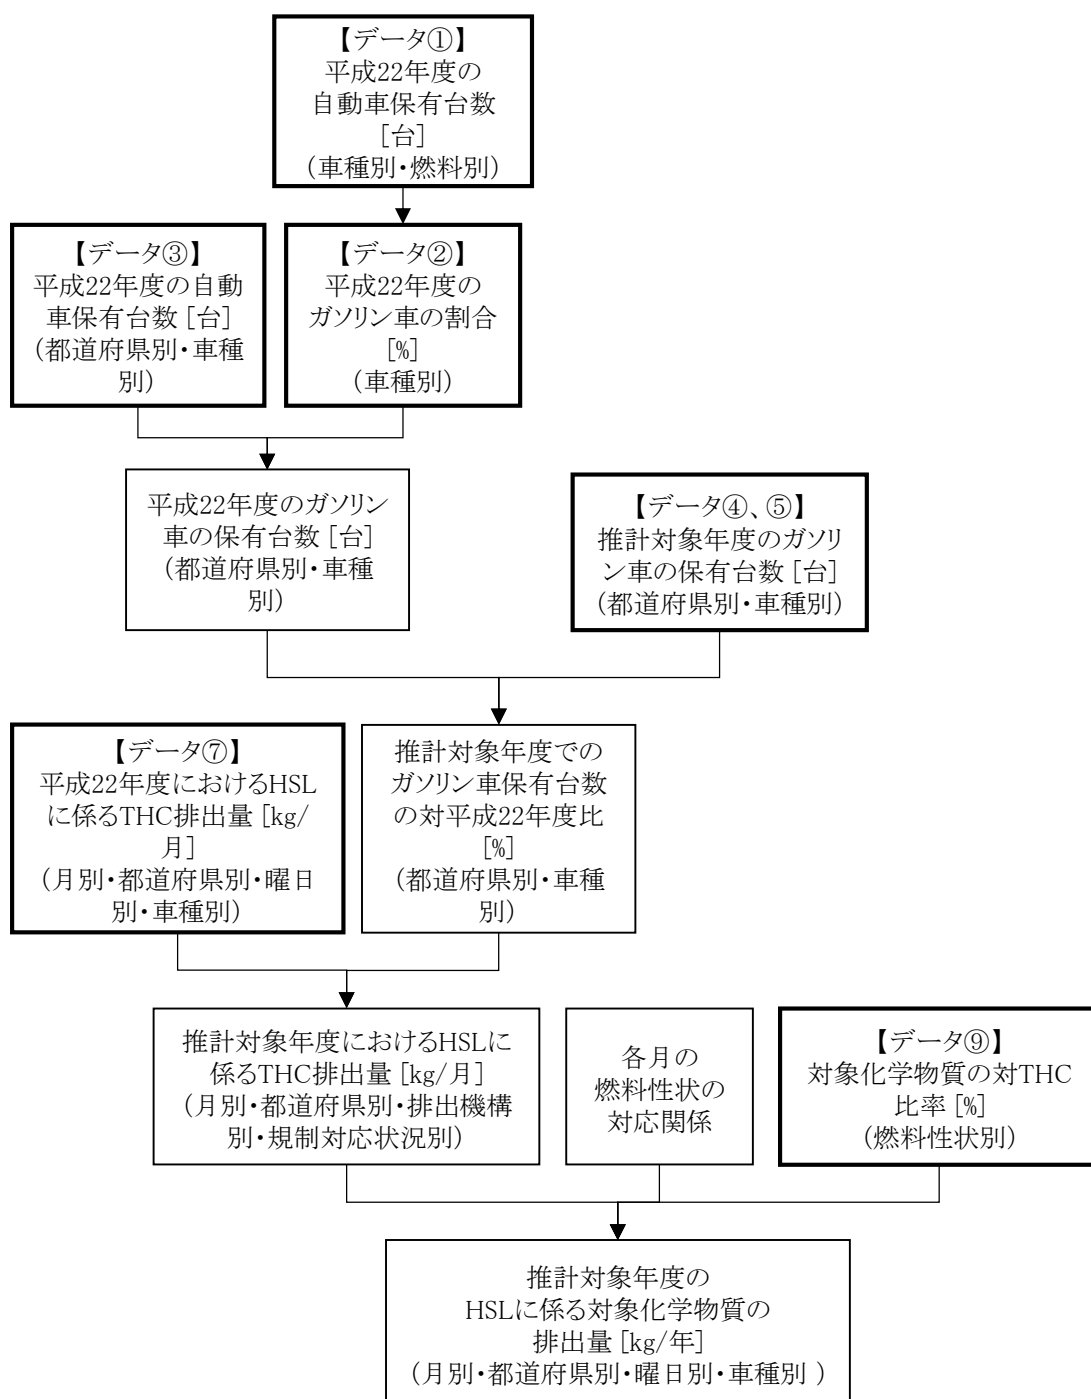 【データ①】
平成22年度の
自動車保有台数
[台]
(車種別・燃料別)
【データ③】
平成22年度の自動
車保有台数 [台]
(都道府県別・車種
別)
【データ②】
平成22年度の
ガソリン車の割合
[%]
(車種別)
平成22年度のガソリン
車の保有台数 [台]
(都道府県別・車種
別)
【データ④、⑤】
推計対象年度のガソリ
ン車の保有台数 [台]
(都道府県別・車種別)
【データ⑦】
平成22年度におけるHSL
に係るTHC排出量 [kg/
月]
(月別・都道府県別・曜日
別・車種別)
推計対象年度での
ガソリン車保有台数
の対平成22年度比
[%]
(都道府県別・車種
別)
推計対象年度におけるHSLに
係るTHC排出量 [kg/月]
(月別・都道府県別・排出機構
別・規制対応状況別)
各月の
燃料性状の
対応関係
【データ⑨】
対象化学物質の対THC
比率 [%]
(燃料性状別)
推計対象年度の
HSLに係る対象化学物質の
排出量 [kg/年]
(月別・都道府県別・曜日別・車種別 )